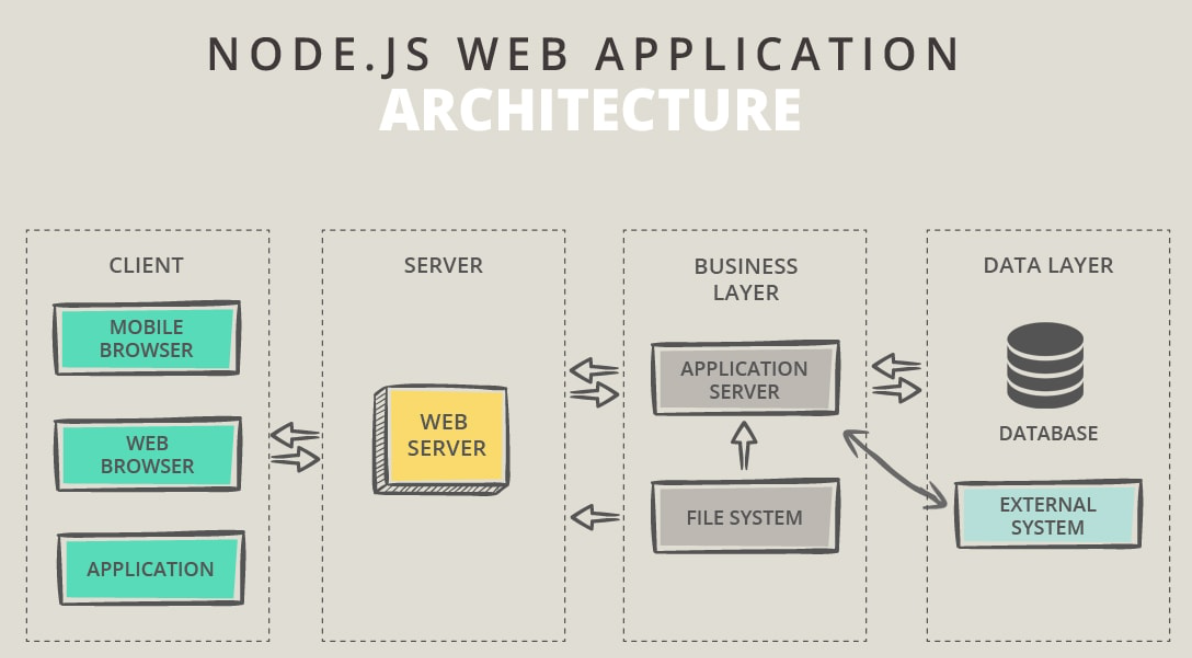 NODE.JS WEB APPLICATION
ARCHITECTURE
CLIENT
MOBILE
BROWSER
WEB
BROWSER
APPLICATION
SERVER
WEB
SERVER
BUSINESS
LAYER
APPLICATION
SERVER
FILE SYSTEM
DATA LAYER
DATABASE
EXTERNAL
SYSTEM